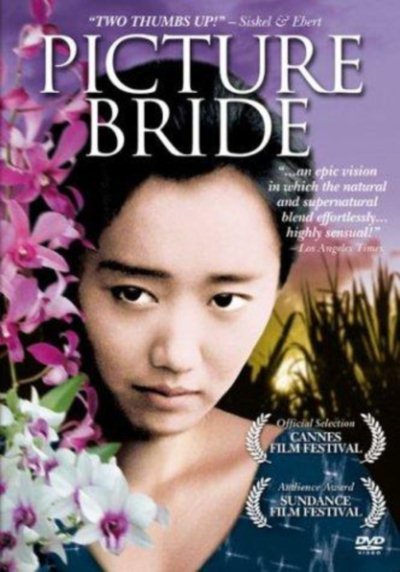 "TWO THUMBS UP!" – Siskel & Ebert
PICTURE
BRIDE
"...an epic vision
in which the natural
and supernatural
blend effortlessly...
highly sensual!"
– Los Angeles Times
Official Selection
CANNES
FILM FESTIVAL
Audience Award
SUNDANCE
FILM FESTIVAL
DVD
VIDEO